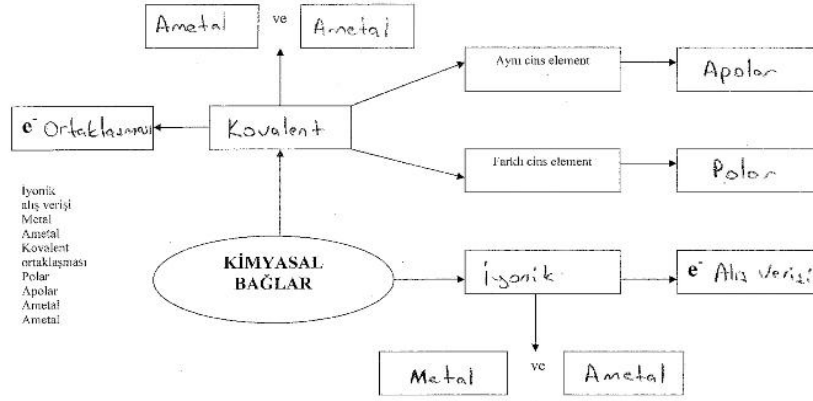 Ametal ve Ametal
Aynı cins element
Apolar
e⁻ Ortaklaşması
Kovalent
Farklı cins element
Polar
İyonik
alış verişi
Metal
Ametal
Kovalent
ortaklaşması
Polar
Apolar
Ametal
Ametal
KİMYASAL
BAĞLAR
İyonik
e⁻ Alış Verişi
Metal ve Ametal